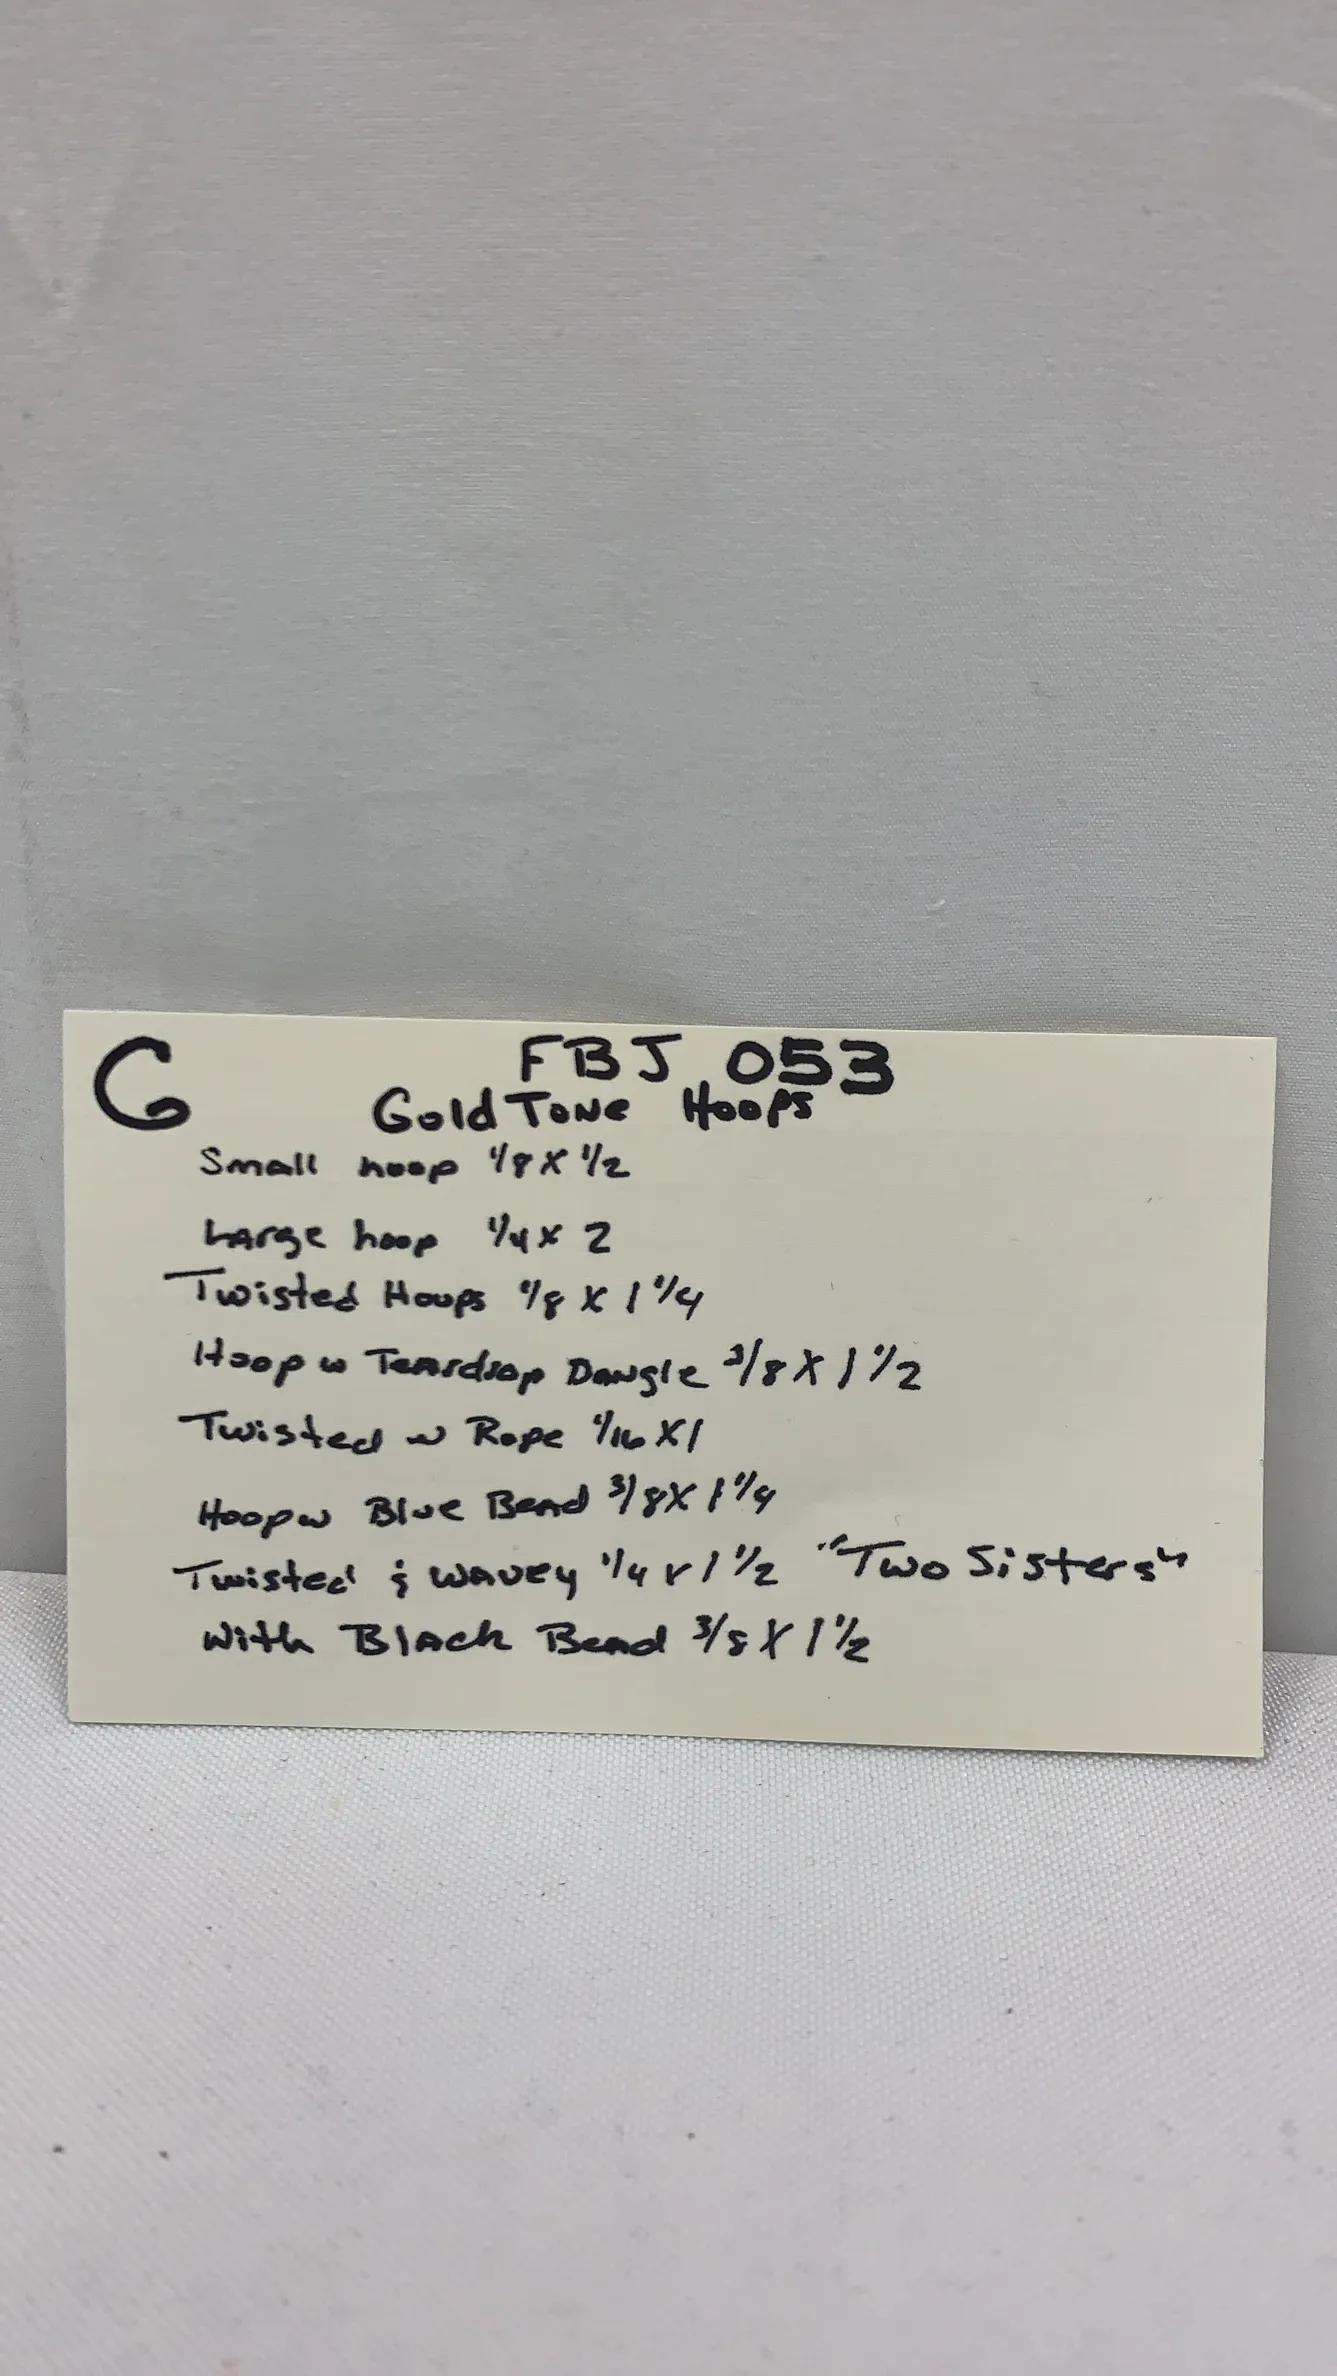 G FBJ 053
Gold Tone Hoops
Small hoop 1/8 X 1/2
Large hoop 1/4 X 2
Twisted Hoops 1/8 X 1 1/4
Hoop w Teardrop Dangle 3/8 X 1 1/2
Twisted w Rope 1/16 X 1
Hoop w Blue Bead 3/8 X 1 1/4
Twisted & Wavey 1/4 X 1 1/2 "Two Sisters"
With Black Bead 3/8 X 1 1/2